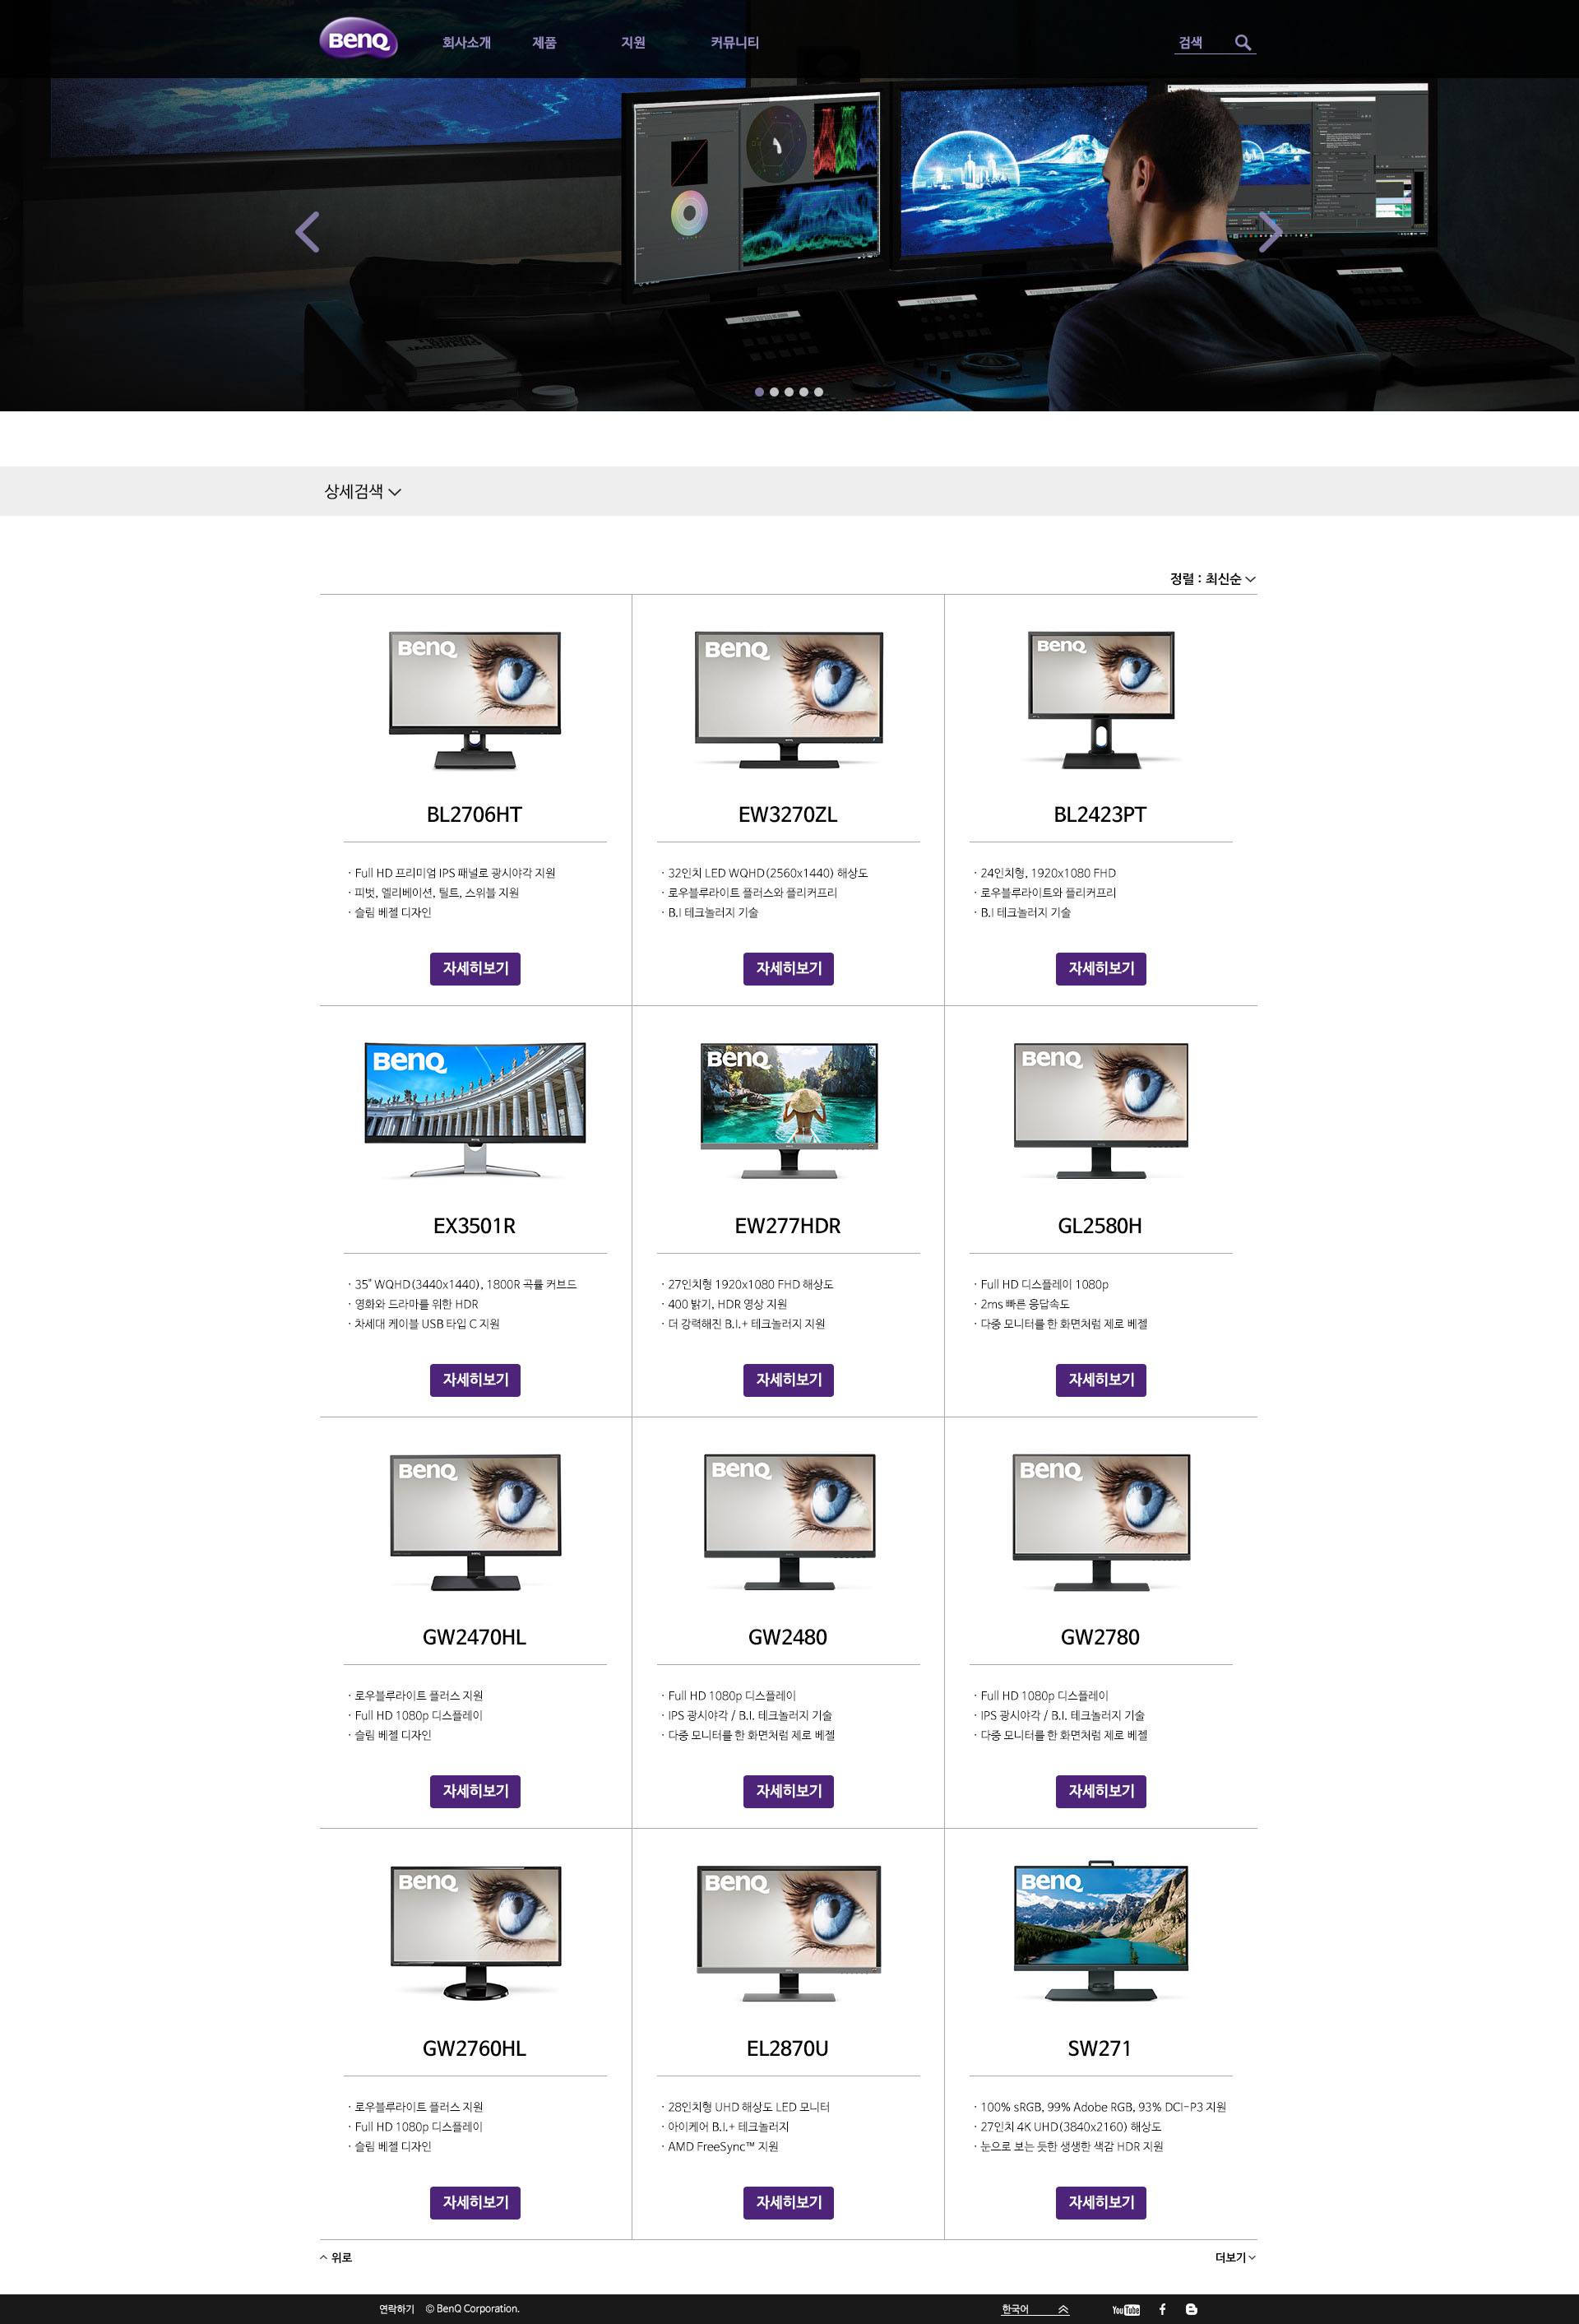 BenQ
회사소개 제품 지원 커뮤니티 검색
상세검색
정렬 : 최신순
BenQ BenQ BenQ
BL2706HT EW3270ZL BL2423PT
· Full HD 프리미엄 IPS 패널로 광시야각 지원
· 피벗, 엘리베이션, 틸트, 스위블 지원
· 슬림 베젤 디자인
· 32인치 LED WQHD(2560x1440) 해상도
· 로우블루라이트 플러스와 플리커프리
· B.I 테크놀러지 기술
· 24인치형, 1920x1080 FHD
· 로우블루라이트와 플리커프리
· B.I 테크놀러지 기술
자세히보기 자세히보기 자세히보기
BenQ BenQ BenQ
EX3501R EW277HDR GL2580H
· 35" WQHD(3440x1440), 1800R 곡률 커브드
· 영화와 드라마를 위한 HDR
· 차세대 케이블 USB 타입 C 지원
· 27인치형 1920x1080 FHD 해상도
· 400 밝기, HDR 영상 지원
· 더 강력해진 B.I.+ 테크놀러지 지원
· Full HD 디스플레이 1080p
· 2ms 빠른 응답속도
· 다중 모니터를 한 화면처럼 제로 베젤
자세히보기 자세히보기 자세히보기
BenQ BenQ BenQ
GW2470HL GW2480 GW2780
· 로우블루라이트 플러스 지원
· Full HD 1080p 디스플레이
· 슬림 베젤 디자인
· Full HD 1080p 디스플레이
· IPS 광시야각 / B.I. 테크놀러지 기술
· 다중 모니터를 한 화면처럼 제로 베젤
· Full HD 1080p 디스플레이
· IPS 광시야각 / B.I. 테크놀러지 기술
· 다중 모니터를 한 화면처럼 제로 베젤
자세히보기 자세히보기 자세히보기
BenQ BenQ BenQ
GW2760HL EL2870U SW271
· 로우블루라이트 플러스 지원
· Full HD 1080p 디스플레이
· 슬림 베젤 디자인
· 28인치형 UHD 해상도 LED 모니터
· 아이케어 B.I.+ 테크놀러지
· AMD FreeSync™ 지원
· 100% sRGB, 99% Adobe RGB, 93% DCI-P3 지원
· 27인치 4K UHD(3840x2160) 해상도
· 눈으로 보는 듯한 생생한 색감 HDR 지원
자세히보기 자세히보기 자세히보기
위로 더보기
연락하기 © BenQ Corporation. 한국어 YouTube